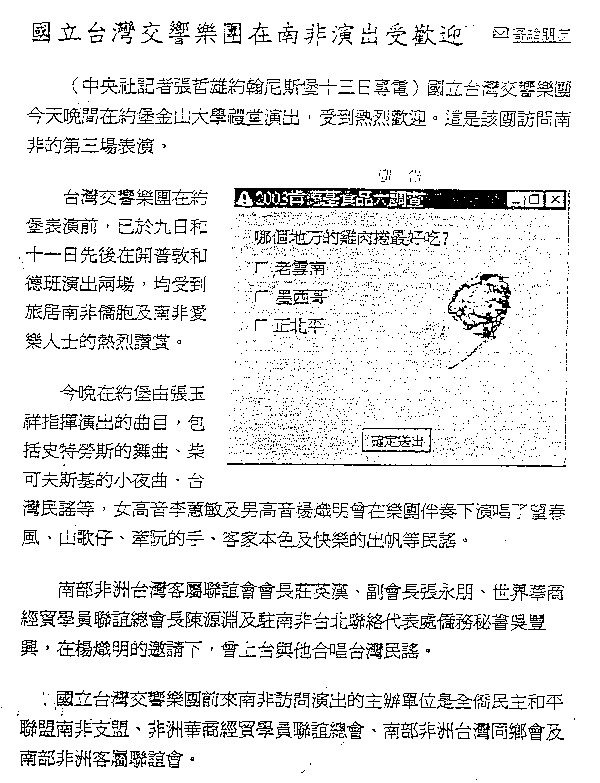 國立台灣交響樂團在南非演出受歡迎 寄給朋友
（中央社記者張哲雄約翰尼斯堡十三日專電）國立台灣交響樂團
今天晚間在約堡金山大學禮堂演出，受到熱烈歡迎。這是該團訪問南
非的第三場表演。
台灣交響樂團在約
堡表演前，已於九日和
十一日先後在開普敦和
德班演出兩場，均受到
旅居南非僑胞及南非愛
樂人士的熱烈讚賞。
今晚在約堡由張玉
祥指揮演出的曲目，包
括史特勞斯的舞曲、柴
可夫斯基的小夜曲、台
廣告
2003肯德基食品大調查
哪個地方的雞肉捲最好吃?
老雲南
墨西哥
正北平
確定送出
灣民謠等，女高音李蕙敏及男高音楊熾明曾在樂團伴奏下演唱了望春
風、山歌仔、牽阮的手、客家本色及快樂的出帆等民謠。
南部非洲台灣客屬聯誼會會長莊英漢、副會長張永朋、世界華商
經貿學員聯誼總會長陳源淵及駐南非台北聯絡代表處僑務秘書吳豐
興，在楊熾明的邀請下，曾上台與他合唱台灣民謠。
國立台灣交響樂團前來南非訪問演出的主辦單位是全僑民主和平
聯盟南非支盟、非洲華商經貿學員聯誼總會、南部非洲台灣同鄉會及
南部非洲客屬聯誼會。